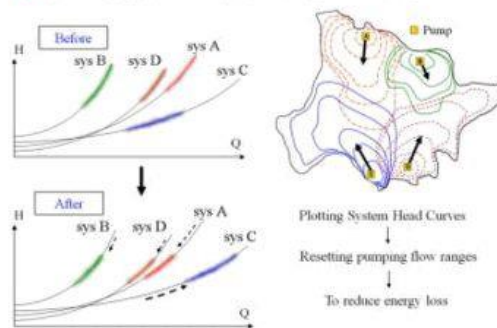 Before
H
sys B
sys D
sys A
sys C
Q
After
H
sys B
sys D
sys A
sys C
Q
Pump
Plotting System Head Curves
Resetting pumping flow ranges
To reduce energy loss